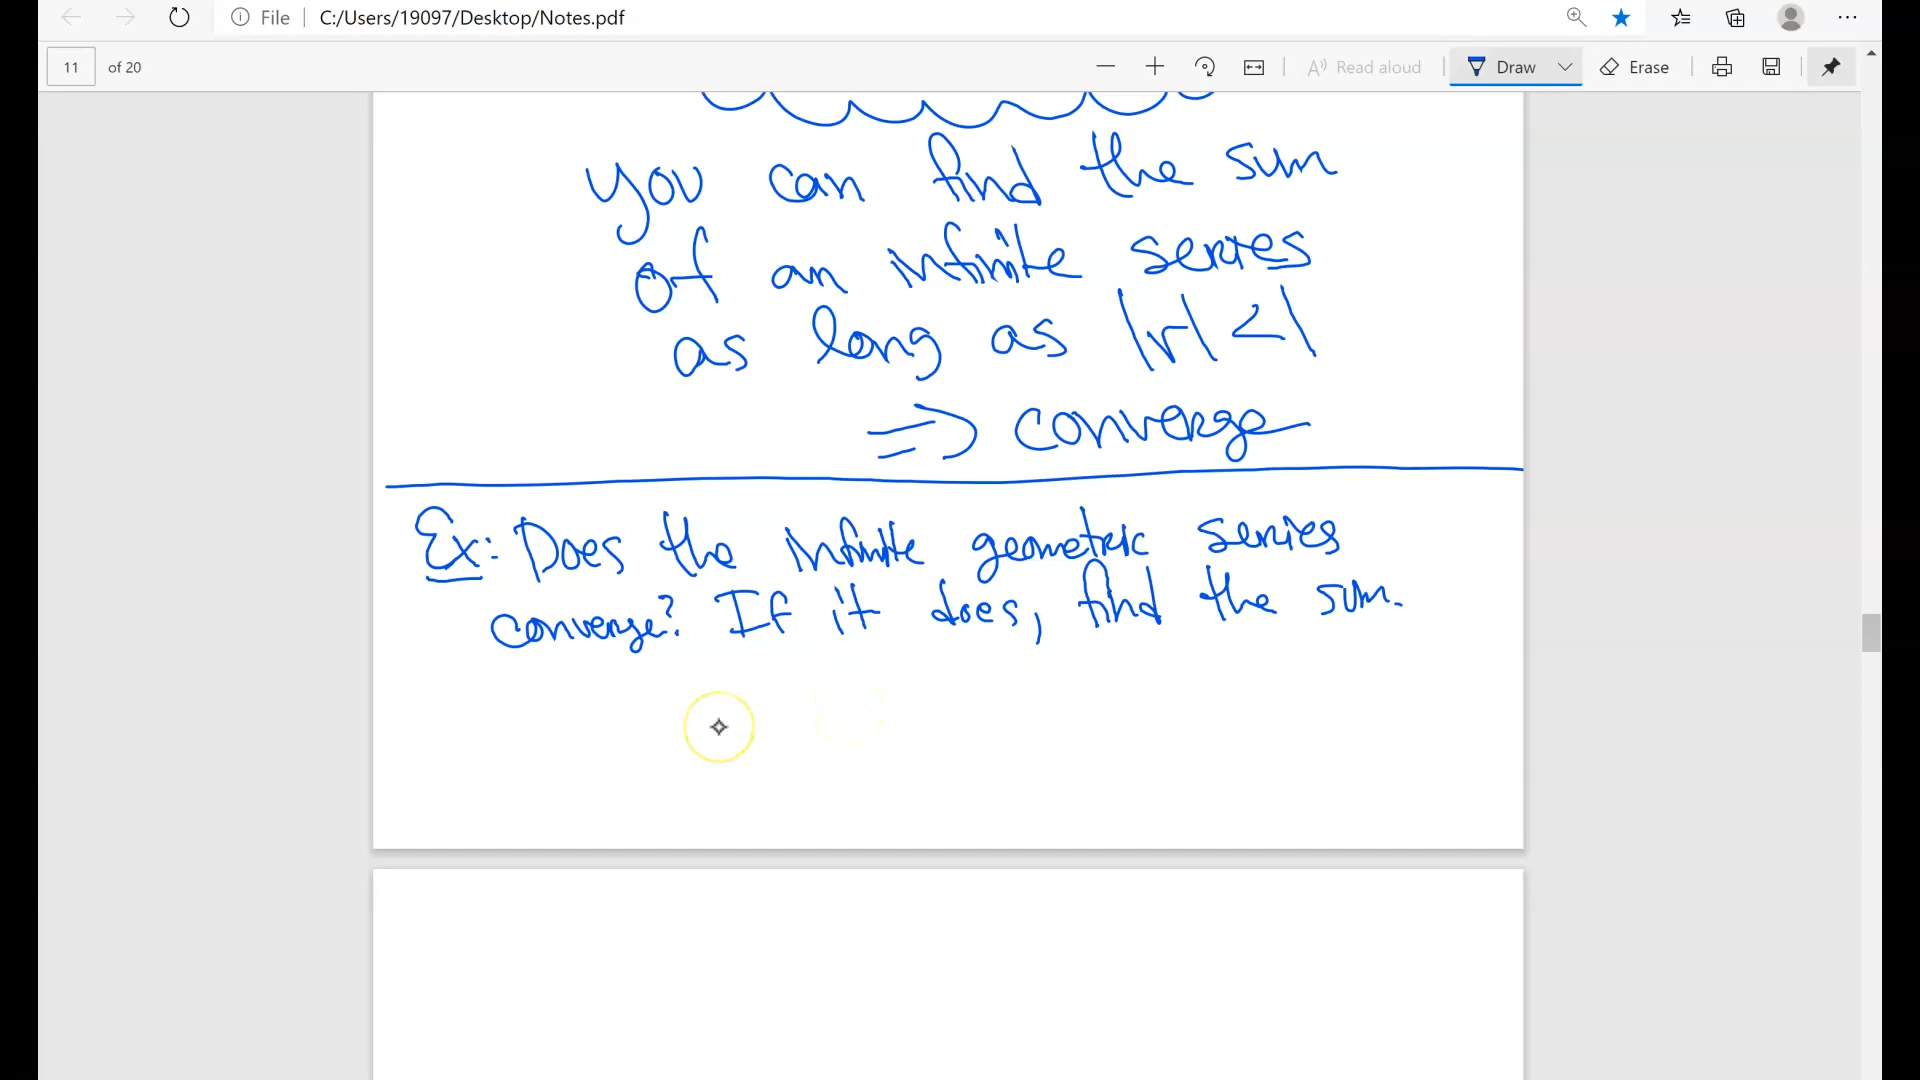 File C:/Users/19097/Desktop/Notes.pdf
11 of 20 Read aloud Draw Erase
you can find the sum
of an infinite series
as long as |r| < 1
⇒ converge
Ex: Does the infinite geometric series
converge? If it does, find the sum.